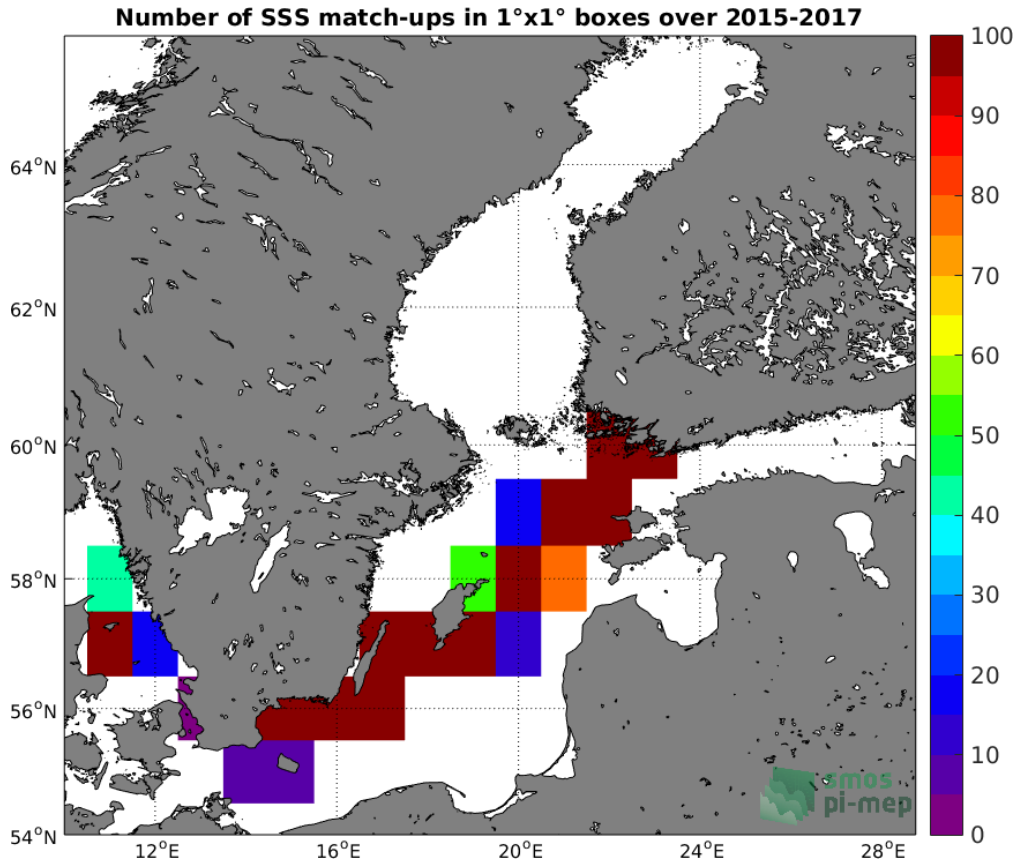 Number of SSS match-ups in 1°x1° boxes over 2015-2017
64°N
62°N
60°N
58°N
56°N
54°N
12°E
16°E
20°E
24°E
28°E
100
90
80
70
60
50
40
30
20
10
0
smos
pi-mep